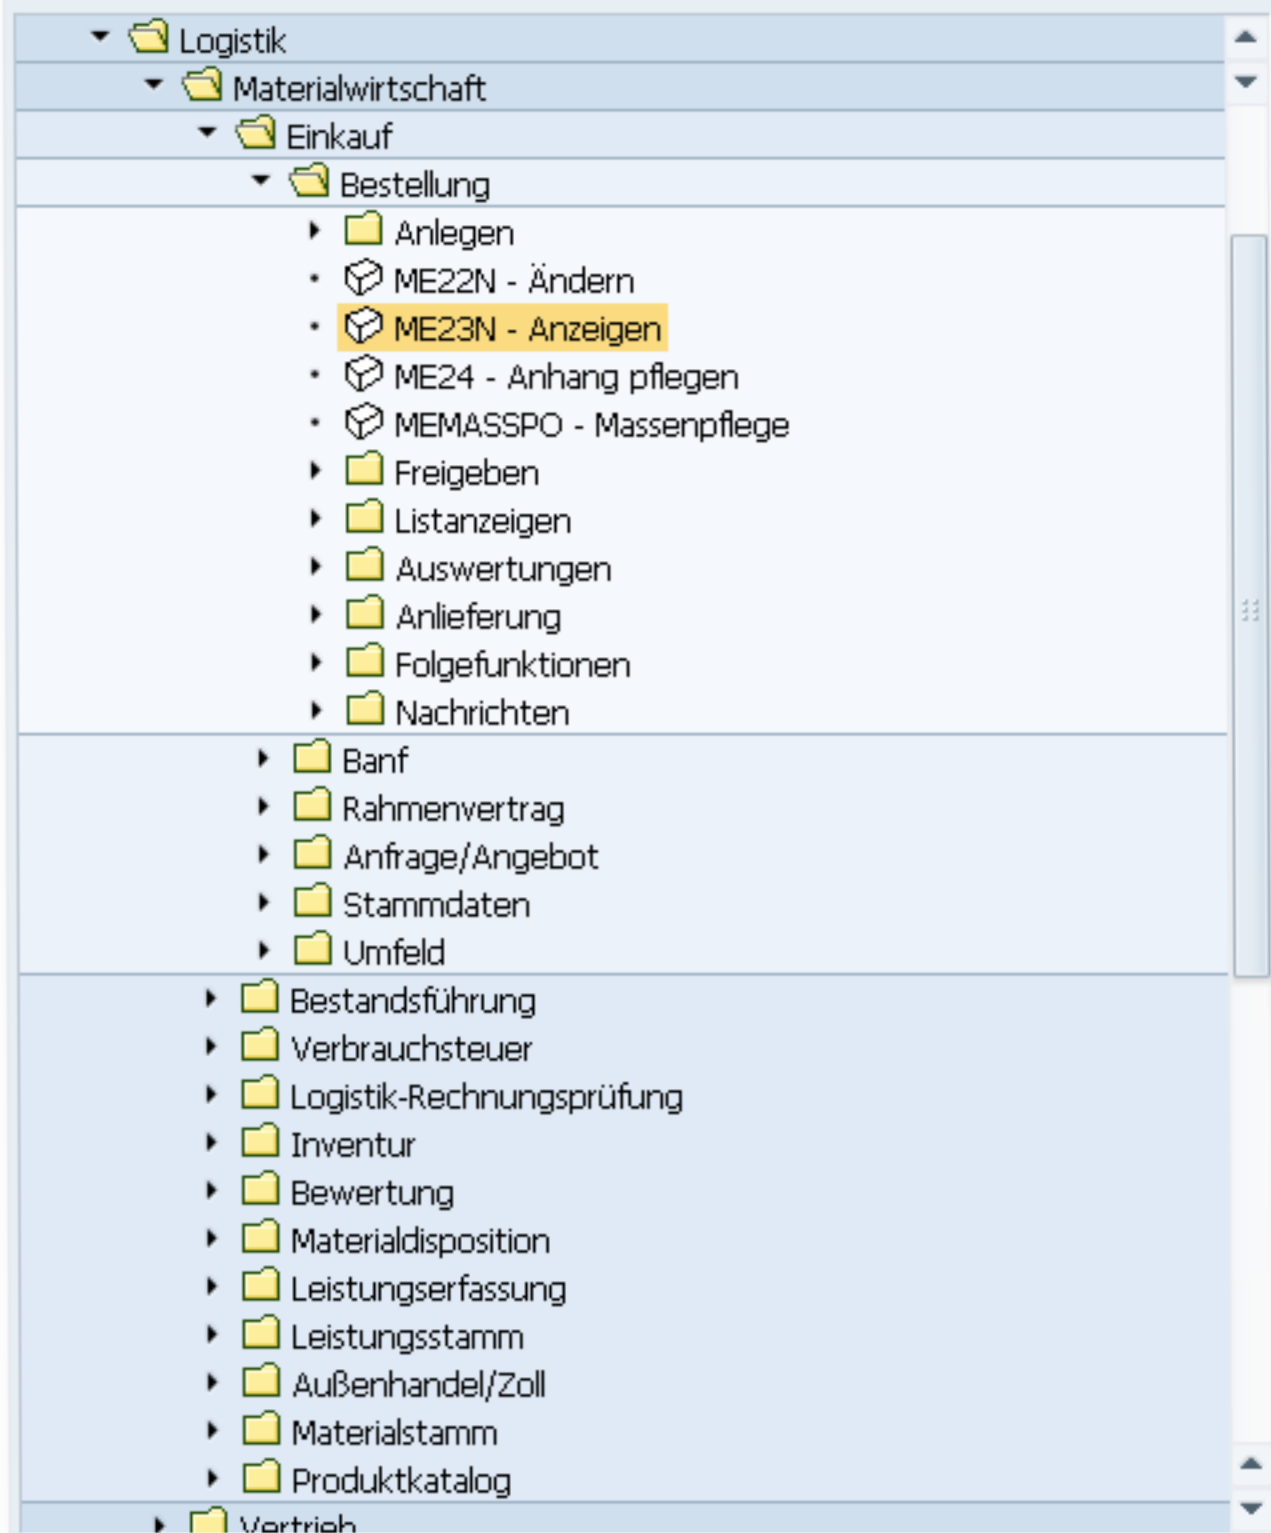 Logistik
Materialwirtschaft
Einkauf
Bestellung
Anlegen
ME22N - Ändern
ME23N - Anzeigen
ME24 - Anhang pflegen
MEMASSPO - Massenpflege
Freigeben
Listanzeigen
Auswertungen
Anlieferung
Folgefunktionen
Nachrichten
Banf
Rahmenvertrag
Anfrage/Angebot
Stammdaten
Umfeld
Bestandsführung
Verbrauchsteuer
Logistik-Rechnungsprüfung
Inventur
Bewertung
Materialdisposition
Leistungserfassung
Leistungsstamm
Außenhandel/Zoll
Materialstamm
Produktkatalog
Vertrieb